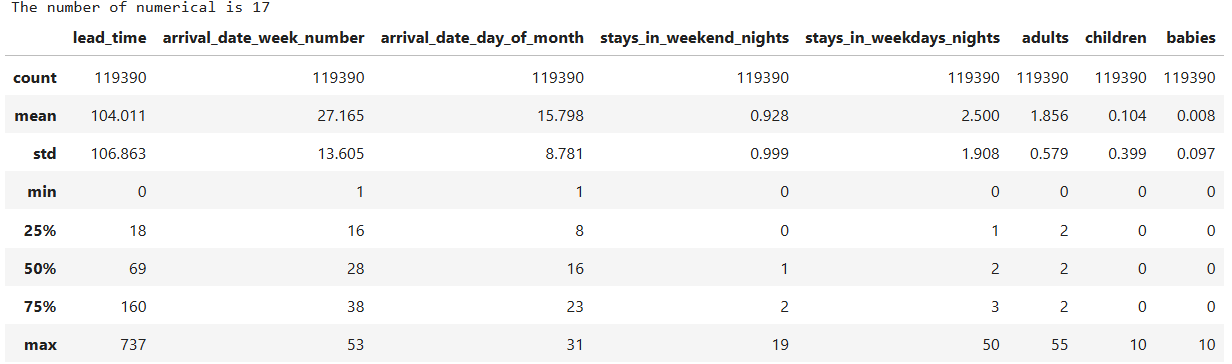 The number of numerical is 17
lead_time arrival_date_week_number arrival_date_day_of_month stays_in_weekend_nights stays_in_weekdays_nights adults children babies
count 119390 119390 119390 119390 119390 119390 119390 119390
mean 104.011 27.165 15.798 0.928 2.500 1.856 0.104 0.008
std 106.863 13.605 8.781 0.999 1.908 0.579 0.399 0.097
min 0 1 1 0 0 0 0 0
25% 18 16 8 0 1 2 0 0
50% 69 28 16 1 2 2 0 0
75% 160 38 23 2 3 2 0 0
max 737 53 31 19 50 55 10 10